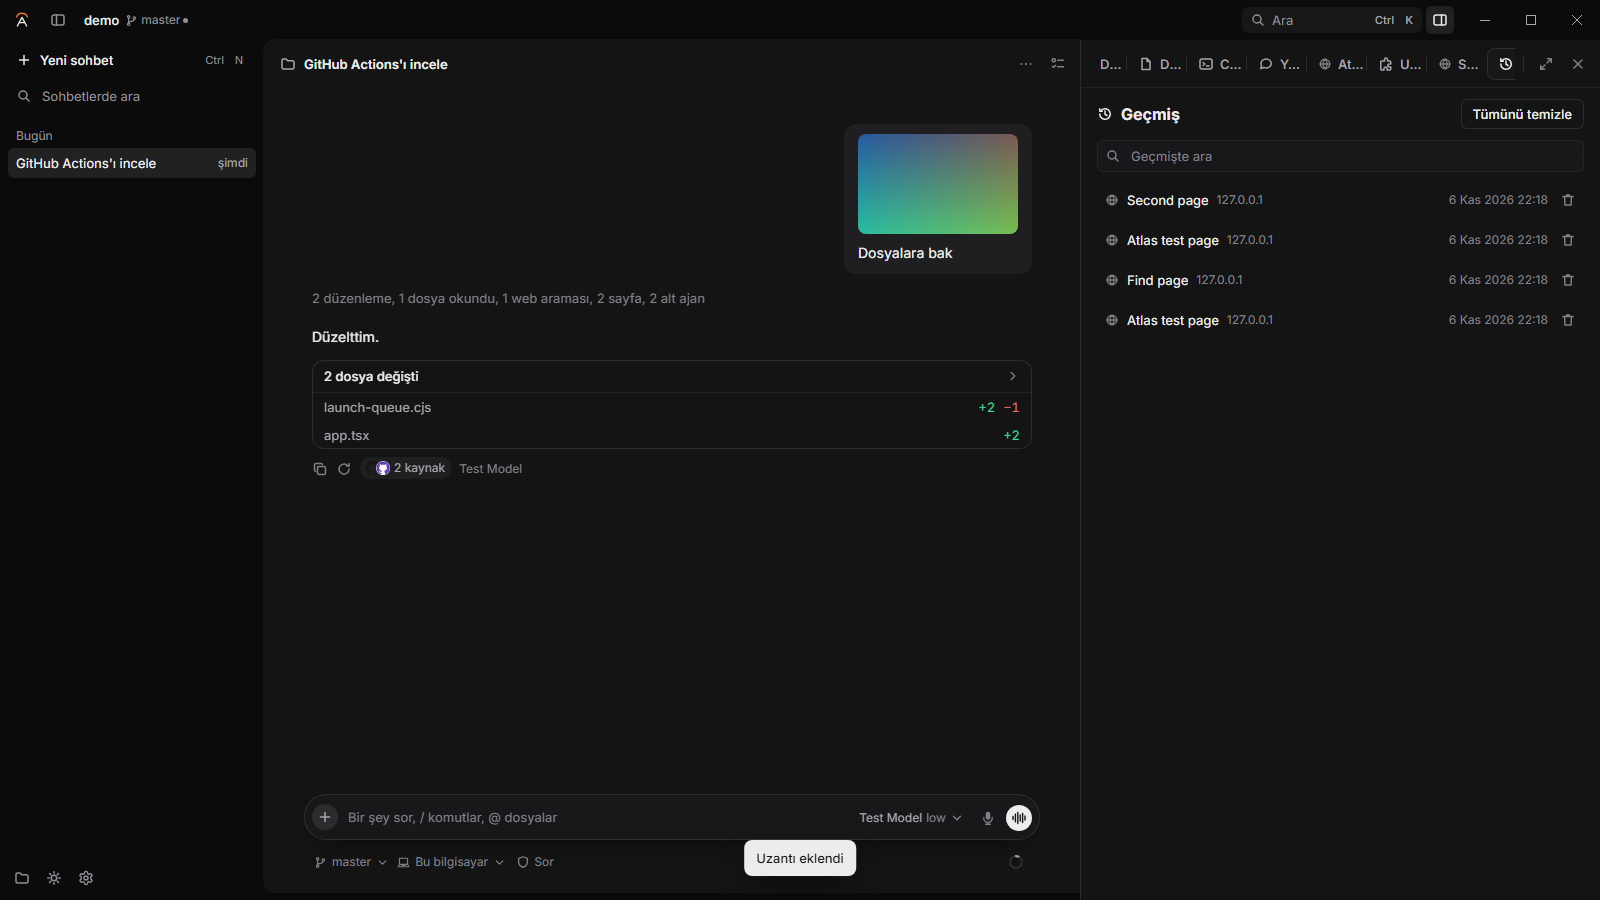 demo master
Ara Ctrl K
Yeni sohbet Ctrl N
Sohbetlerde ara
Bugün
GitHub Actions'ı incele şimdi
GitHub Actions'ı incele
Dosyalara bak
2 düzenleme, 1 dosya okundu, 1 web araması, 2 sayfa, 2 alt ajan
Düzelttim.
2 dosya değişti
launch-queue.cjs +2 −1
app.tsx +2
2 kaynak Test Model
Bir şey sor, / komutlar, @ dosyalar Test Model low
master Bu bilgisayar Sor
Uzantı eklendi
D... D... C... Y... At... U... S...
Geçmiş Tümünü temizle
Geçmişte ara
Second page 127.0.0.1 6 Kas 2026 22:18
Atlas test page 127.0.0.1 6 Kas 2026 22:18
Find page 127.0.0.1 6 Kas 2026 22:18
Atlas test page 127.0.0.1 6 Kas 2026 22:18